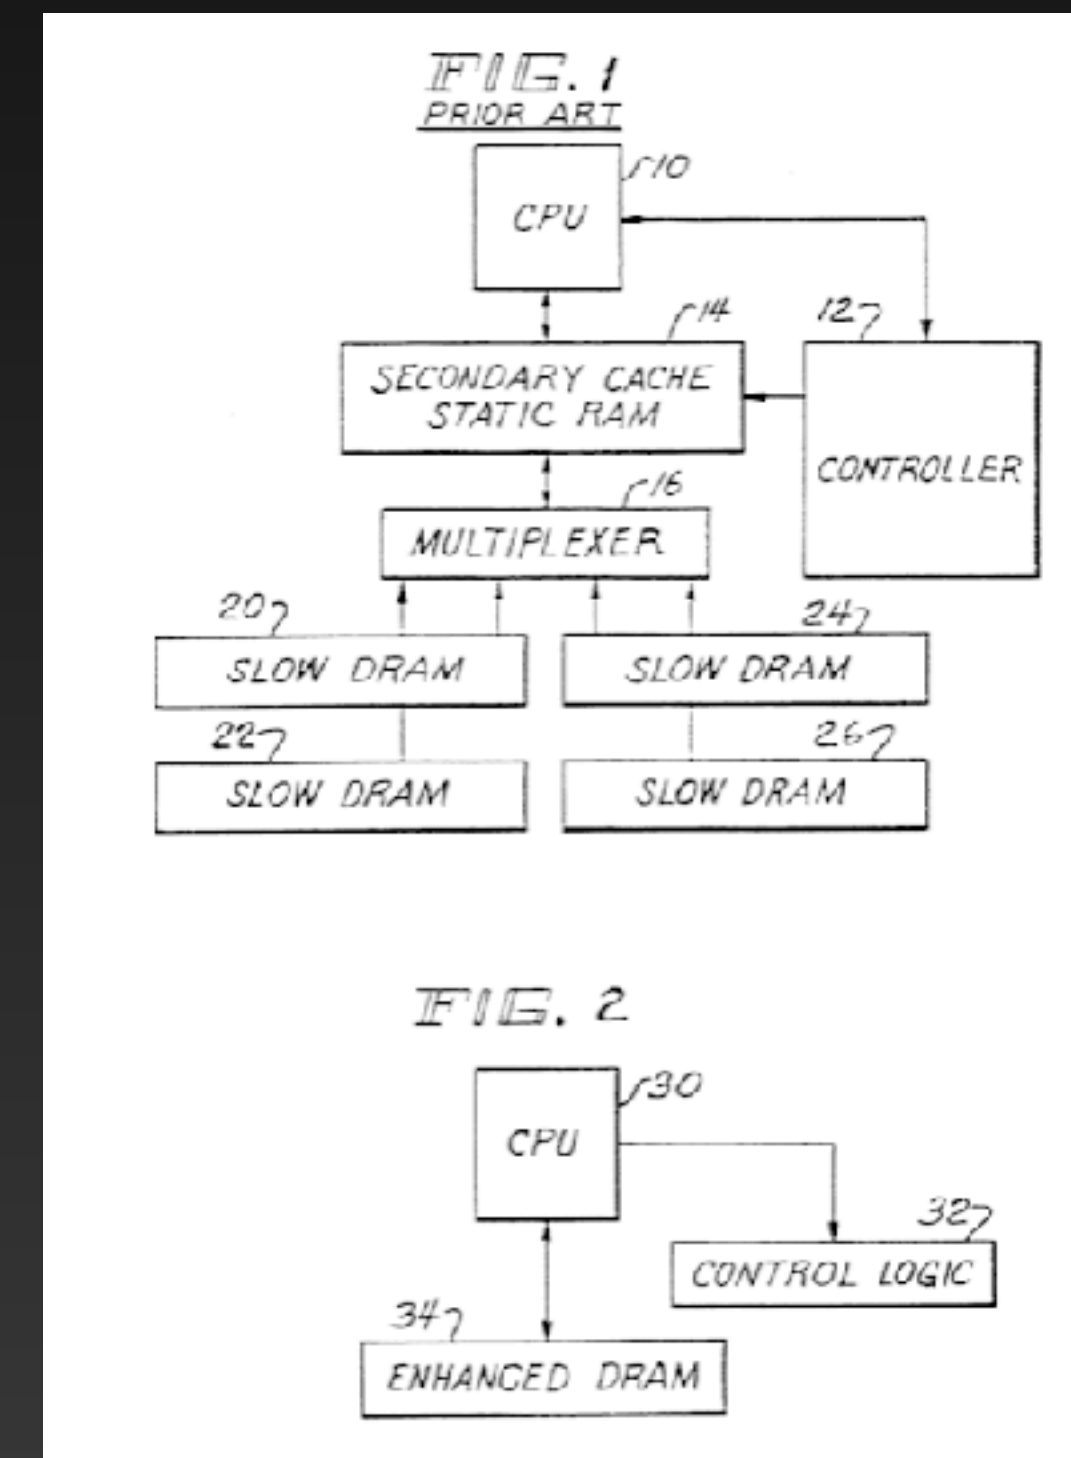 FIG. 1
PRIOR ART
10
CPU
14
12
SECONDARY CACHE
STATIC RAM
CONTROLLER
16
MULTIPLEXER
20
24
SLOW DRAM
SLOW DRAM
22
26
SLOW DRAM
SLOW DRAM
FIG. 2
30
CPU
32
CONTROL LOGIC
34
ENHANCED DRAM